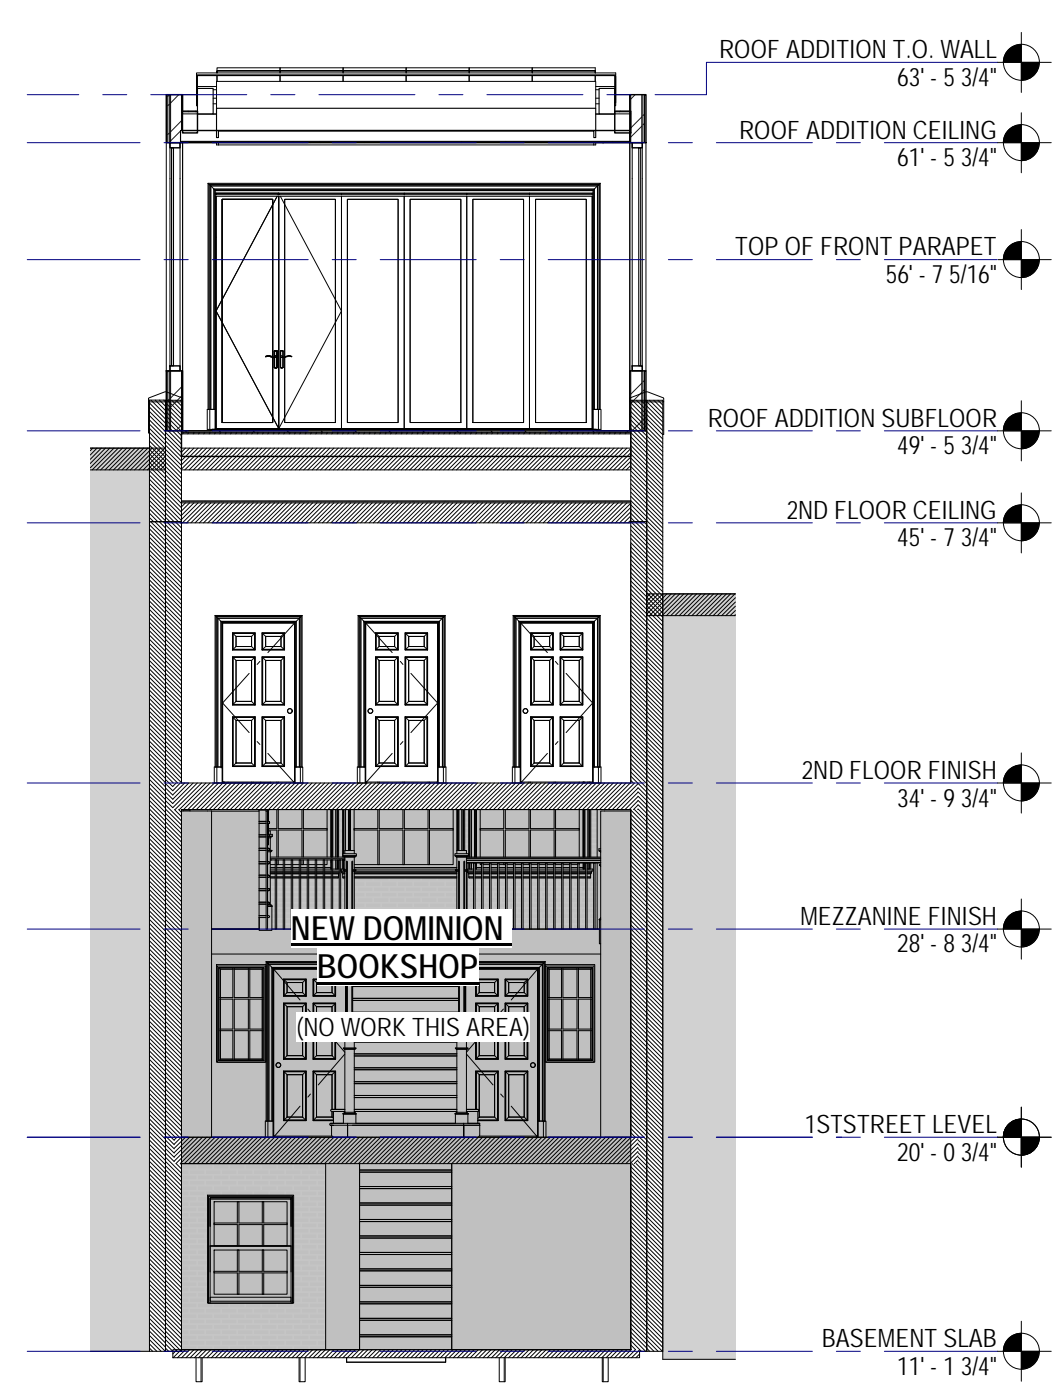 ROOF ADDITION T.O. WALL
63' - 5 3/4"
ROOF ADDITION CEILING
61' - 5 3/4"
TOP OF FRONT PARAPET
56' - 7 5/16"
ROOF ADDITION SUBFLOOR
49' - 5 3/4"
2ND FLOOR CEILING
45' - 7 3/4"
2ND FLOOR FINISH
34' - 9 3/4"
MEZZANINE FINISH
28' - 8 3/4"
NEW DOMINION
BOOKSHOP
(NO WORK THIS AREA)
1STSTREET LEVEL
20' - 0 3/4"
BASEMENT SLAB
11' - 1 3/4"